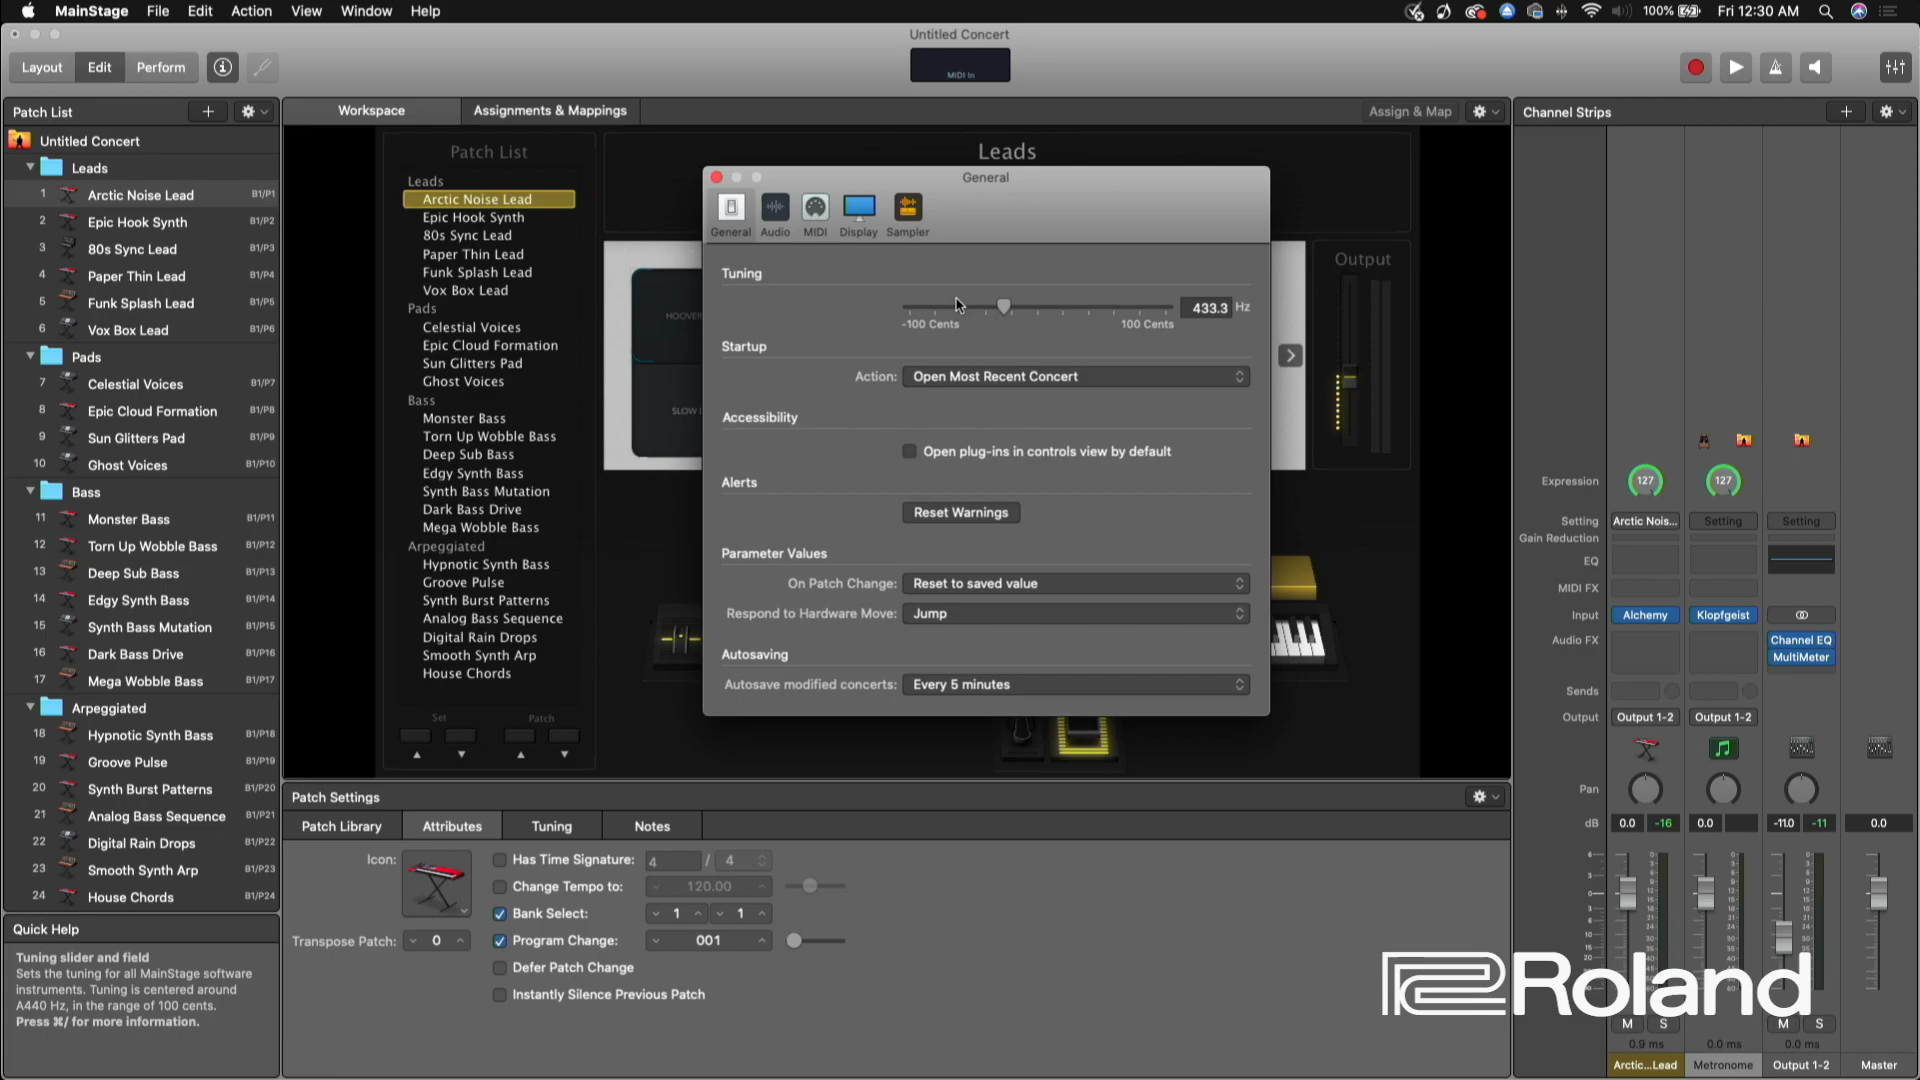 MainStage File Edit Action View Window Help
100% Fri 12:30 AM
Untitled Concert
MIDI In
Layout Edit Perform
Patch List
Untitled Concert
Leads
1 Arctic Noise Lead B1/P1
2 Epic Hook Synth B1/P2
3 80s Sync Lead B1/P3
4 Paper Thin Lead B1/P4
5 Funk Splash Lead B1/P5
6 Vox Box Lead B1/P6
Pads
7 Celestial Voices B1/P7
8 Epic Cloud Formation B1/P8
9 Sun Glitters Pad B1/P9
10 Ghost Voices B1/P10
Bass
11 Monster Bass B1/P11
12 Torn Up Wobble Bass B1/P12
13 Deep Sub Bass B1/P13
14 Edgy Synth Bass B1/P14
15 Synth Bass Mutation B1/P15
16 Dark Bass Drive B1/P16
17 Mega Wobble Bass B1/P17
Arpeggiated
18 Hypnotic Synth Bass B1/P18
19 Groove Pulse B1/P19
20 Synth Burst Patterns B1/P20
21 Analog Bass Sequence B1/P21
22 Digital Rain Drops B1/P22
23 Smooth Synth Arp B1/P23
24 House Chords B1/P24
Quick Help
Tuning slider and field
Sets the tuning for all MainStage software
instruments. Tuning is centered around
A440 Hz, in the range of 100 cents.
Press ⌘/ for more information.
Workspace Assignments & Mappings Assign & Map
Patch List
Leads
Arctic Noise Lead
Epic Hook Synth
80s Sync Lead
Paper Thin Lead
Funk Splash Lead
Vox Box Lead
Pads
Celestial Voices
Epic Cloud Formation
Sun Glitters Pad
Ghost Voices
Bass
Monster Bass
Torn Up Wobble Bass
Deep Sub Bass
Edgy Synth Bass
Synth Bass Mutation
Dark Bass Drive
Mega Wobble Bass
Arpeggiated
Hypnotic Synth Bass
Groove Pulse
Synth Burst Patterns
Analog Bass Sequence
Digital Rain Drops
Smooth Synth Arp
House Chords
Set Patch
Leads
Output
General
General Audio MIDI Display Sampler
Tuning
433.3 Hz
-100 Cents 100 Cents
Startup
Action: Open Most Recent Concert
Accessibility
Open plug-ins in controls view by default
Alerts
Reset Warnings
Parameter Values
On Patch Change: Reset to saved value
Respond to Hardware Move: Jump
Autosaving
Autosave modified concerts: Every 5 minutes
Patch Settings
Patch Library Attributes Tuning Notes
Icon:
Has Time Signature: 4 / 4
Change Tempo to: 120.00
Bank Select: 1 1
Transpose Patch: 0
Program Change: 001
Defer Patch Change
Instantly Silence Previous Patch
Channel Strips
Expression 127 127
Setting Arctic Nois... Setting Setting
Gain Reduction
EQ
MIDI FX
Input Alchemy Klopfgeist
Audio FX Channel EQ
MultiMeter
Sends
Output Output 1-2 Output 1-2
Pan
dB 0.0 -16 0.0 -11.0 -11 0.0
Roland
M S M S
0.9 ms 0.0 ms 0.0 ms
Arctic...Lead Metronome Output 1-2 Master